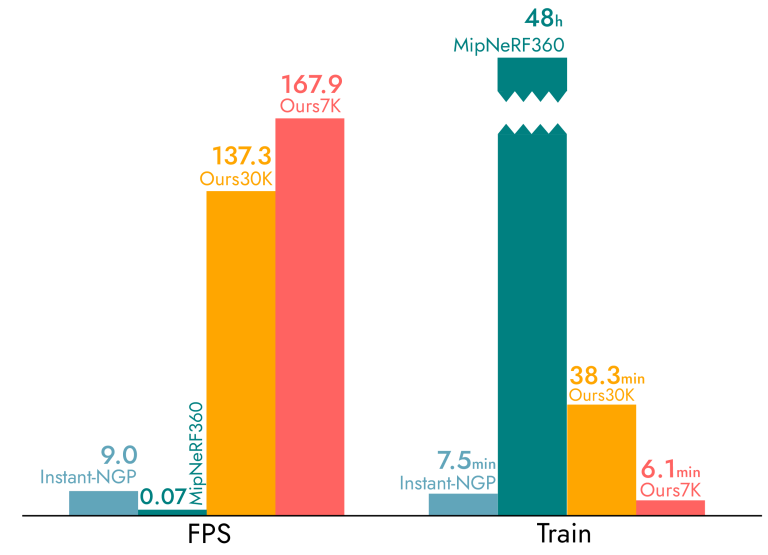 9.0
Instant-NGP
0.07
MipNeRF360
137.3
Ours30K
167.9
Ours7K
FPS
7.5min
Instant-NGP
48h
MipNeRF360
38.3min
Ours30K
6.1min
Ours7K
Train